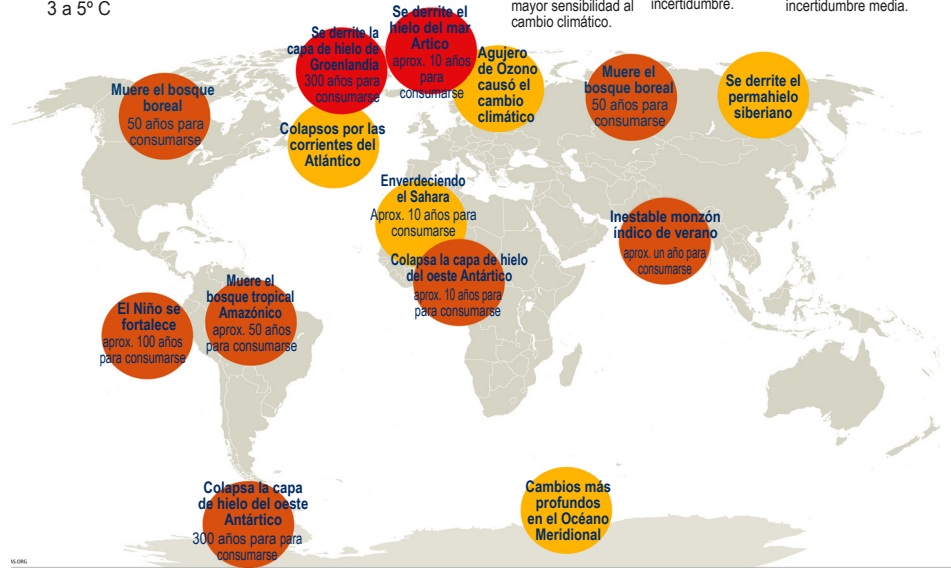 3 a 5º C
mayor sensibilidad al
cambio climático.
incertidumbre.
incertidumbre media.
Se derrite la
capa de hielo de
Groenlandia
300 años para
consumarse
Se derrite el
hielo del mar
Artico
aprox. 10 años
para
consumarse
Agujero
de Ozono
causó el
cambio
climático
Muere el bosque
boreal
50 años para
consumarse
Muere el
bosque boreal
50 años para
consumarse
Se derrite el
permahielo
siberiano
Colapsos por las
corrientes del
Atlántico
Enverdeciendo
el Sahara
Aprox. 10 años para
consumarse
Inestable monzón
índico de verano
aprox. un año para
consumarse
Colapsa la capa de hielo
del oeste Antártico
aprox. 10 años para
para consumarse
El Niño se
fortalece
aprox. 100 años
para consumarse
Muere el
bosque tropical
Amazónico
aprox. 50 años
para consumarse
Colapsa la capa
de hielo del oeste
Antártico
300 años para para
consumarse
Cambios más
profundos
en el Océano
Meridional